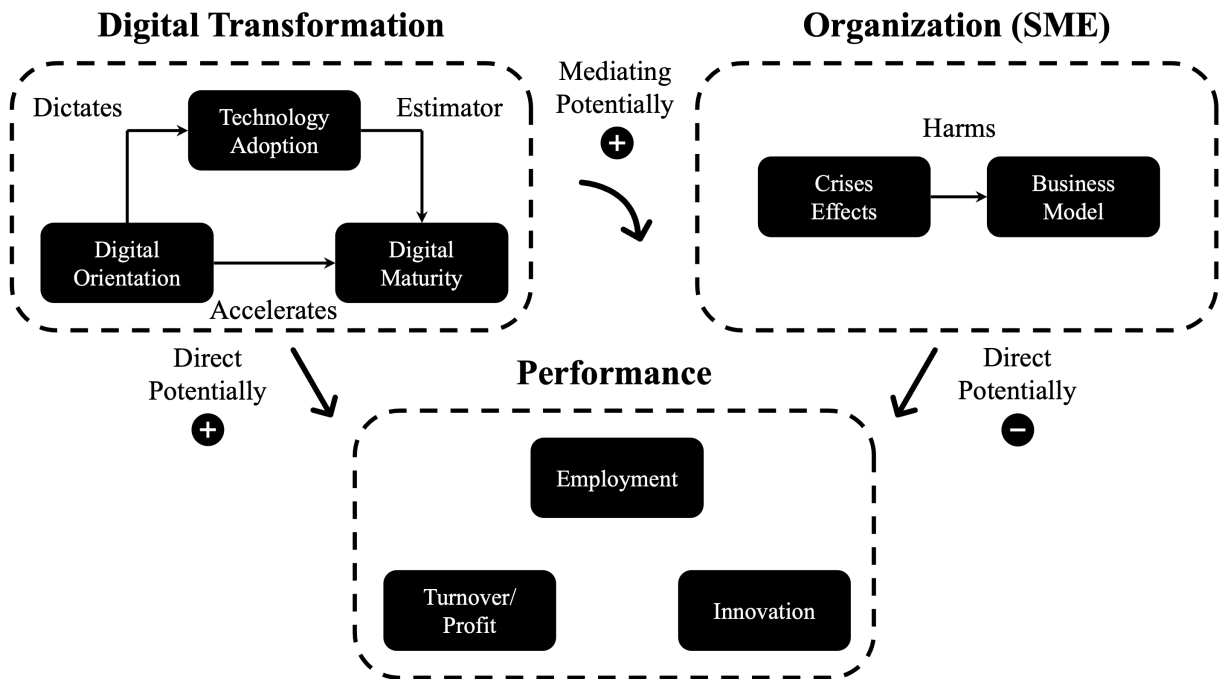 Digital Transformation
Dictates
Technology
Adoption
Estimator
Digital
Orientation
Digital
Maturity
Accelerates
Mediating
Potentially
+
Organization (SME)
Harms
Crises
Effects
Business
Model
Direct
Potentially
+
Direct
Potentially
−
Performance
Employment
Turnover/
Profit
Innovation